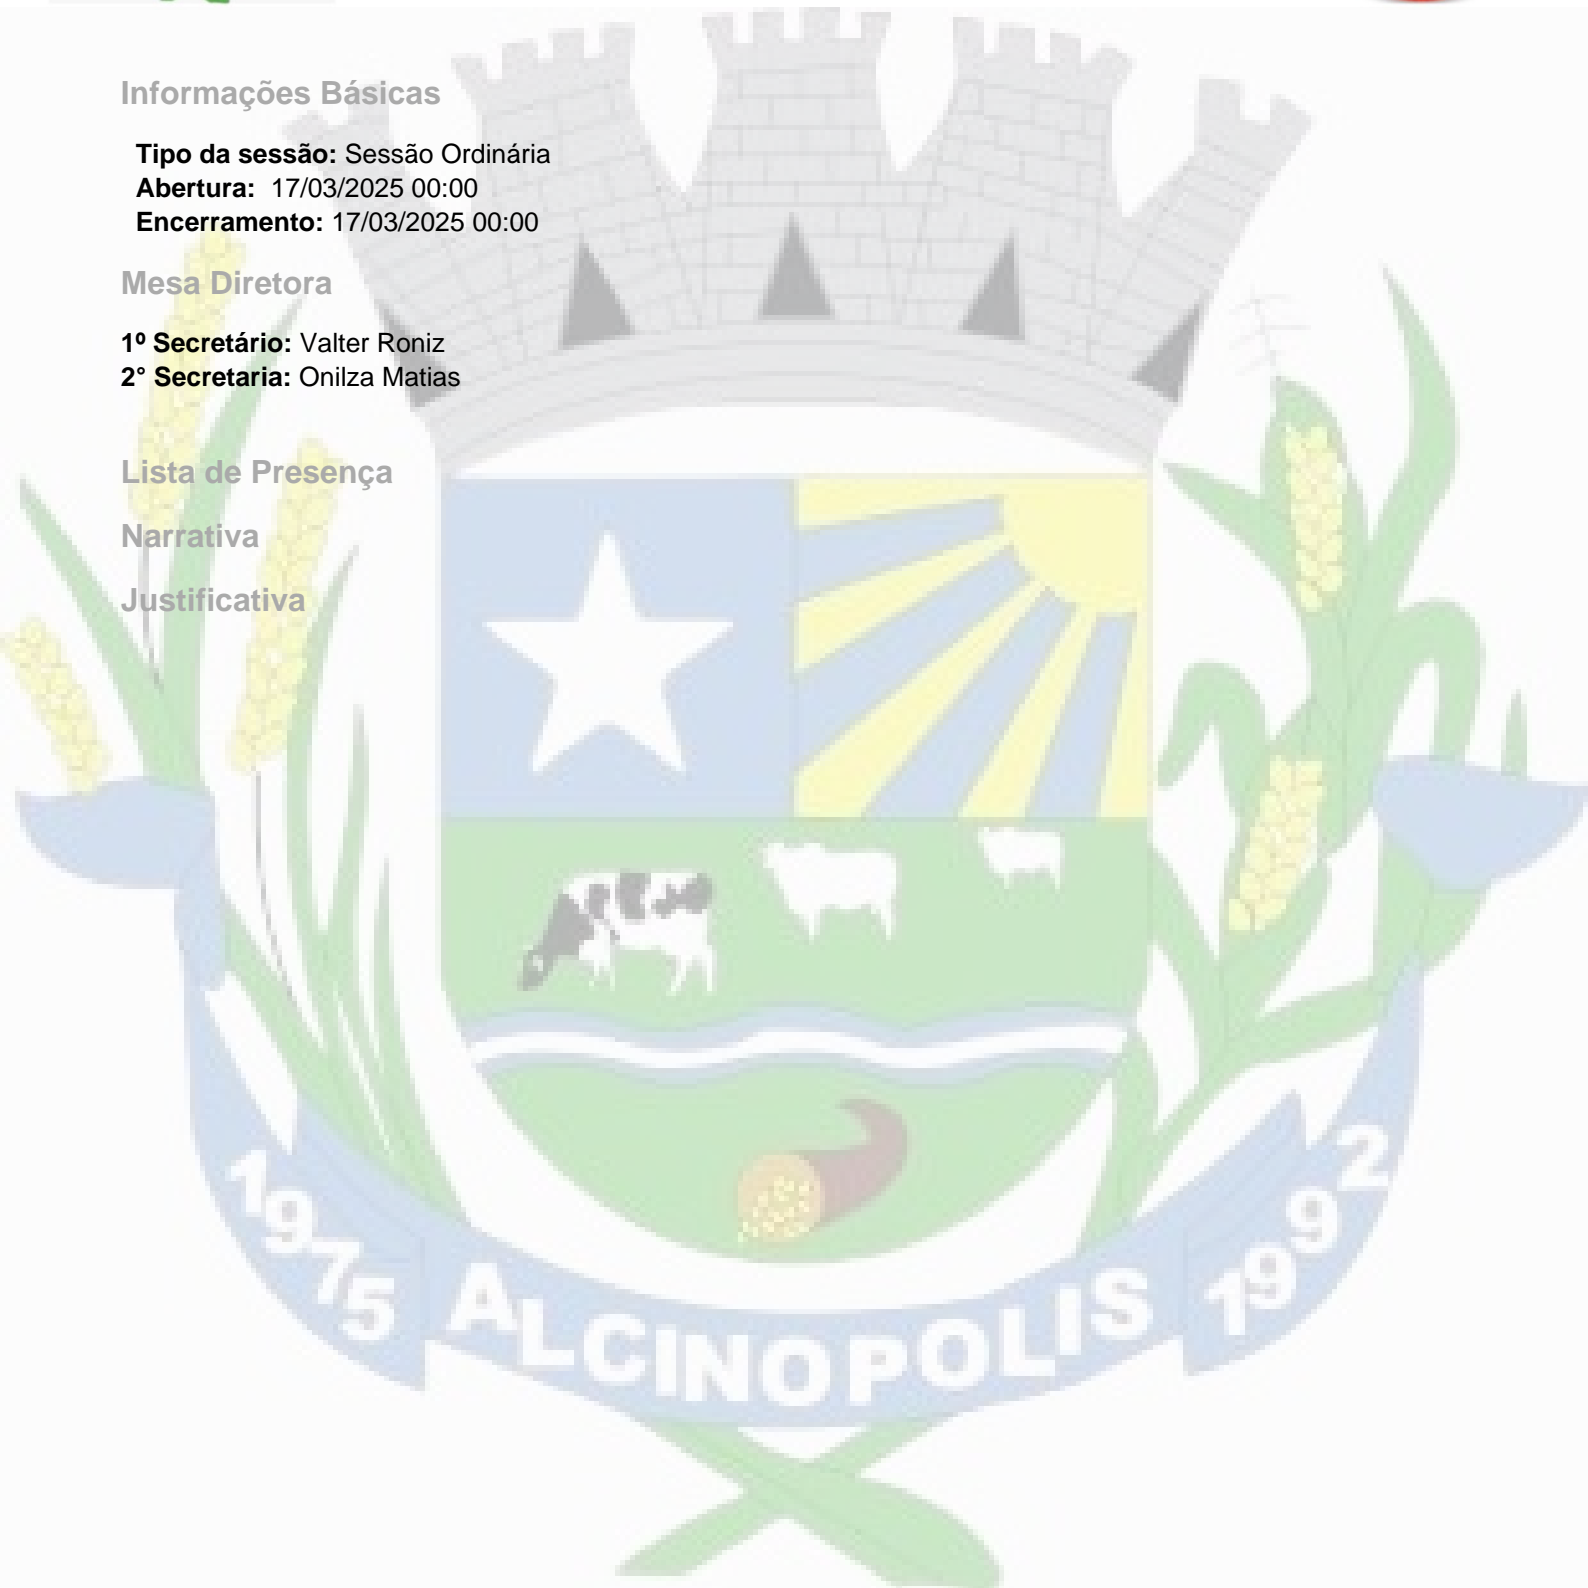 Informações Básicas
Tipo da sessão: Sessão Ordinária
Abertura: 17/03/2025 00:00
Encerramento: 17/03/2025 00:00
Mesa Diretora
1º Secretário: Valter Roniz
2° Secretaria: Onilza Matias
Lista de Presença
Narrativa
Justificativa
1975 ALCINOPOLIS 1992